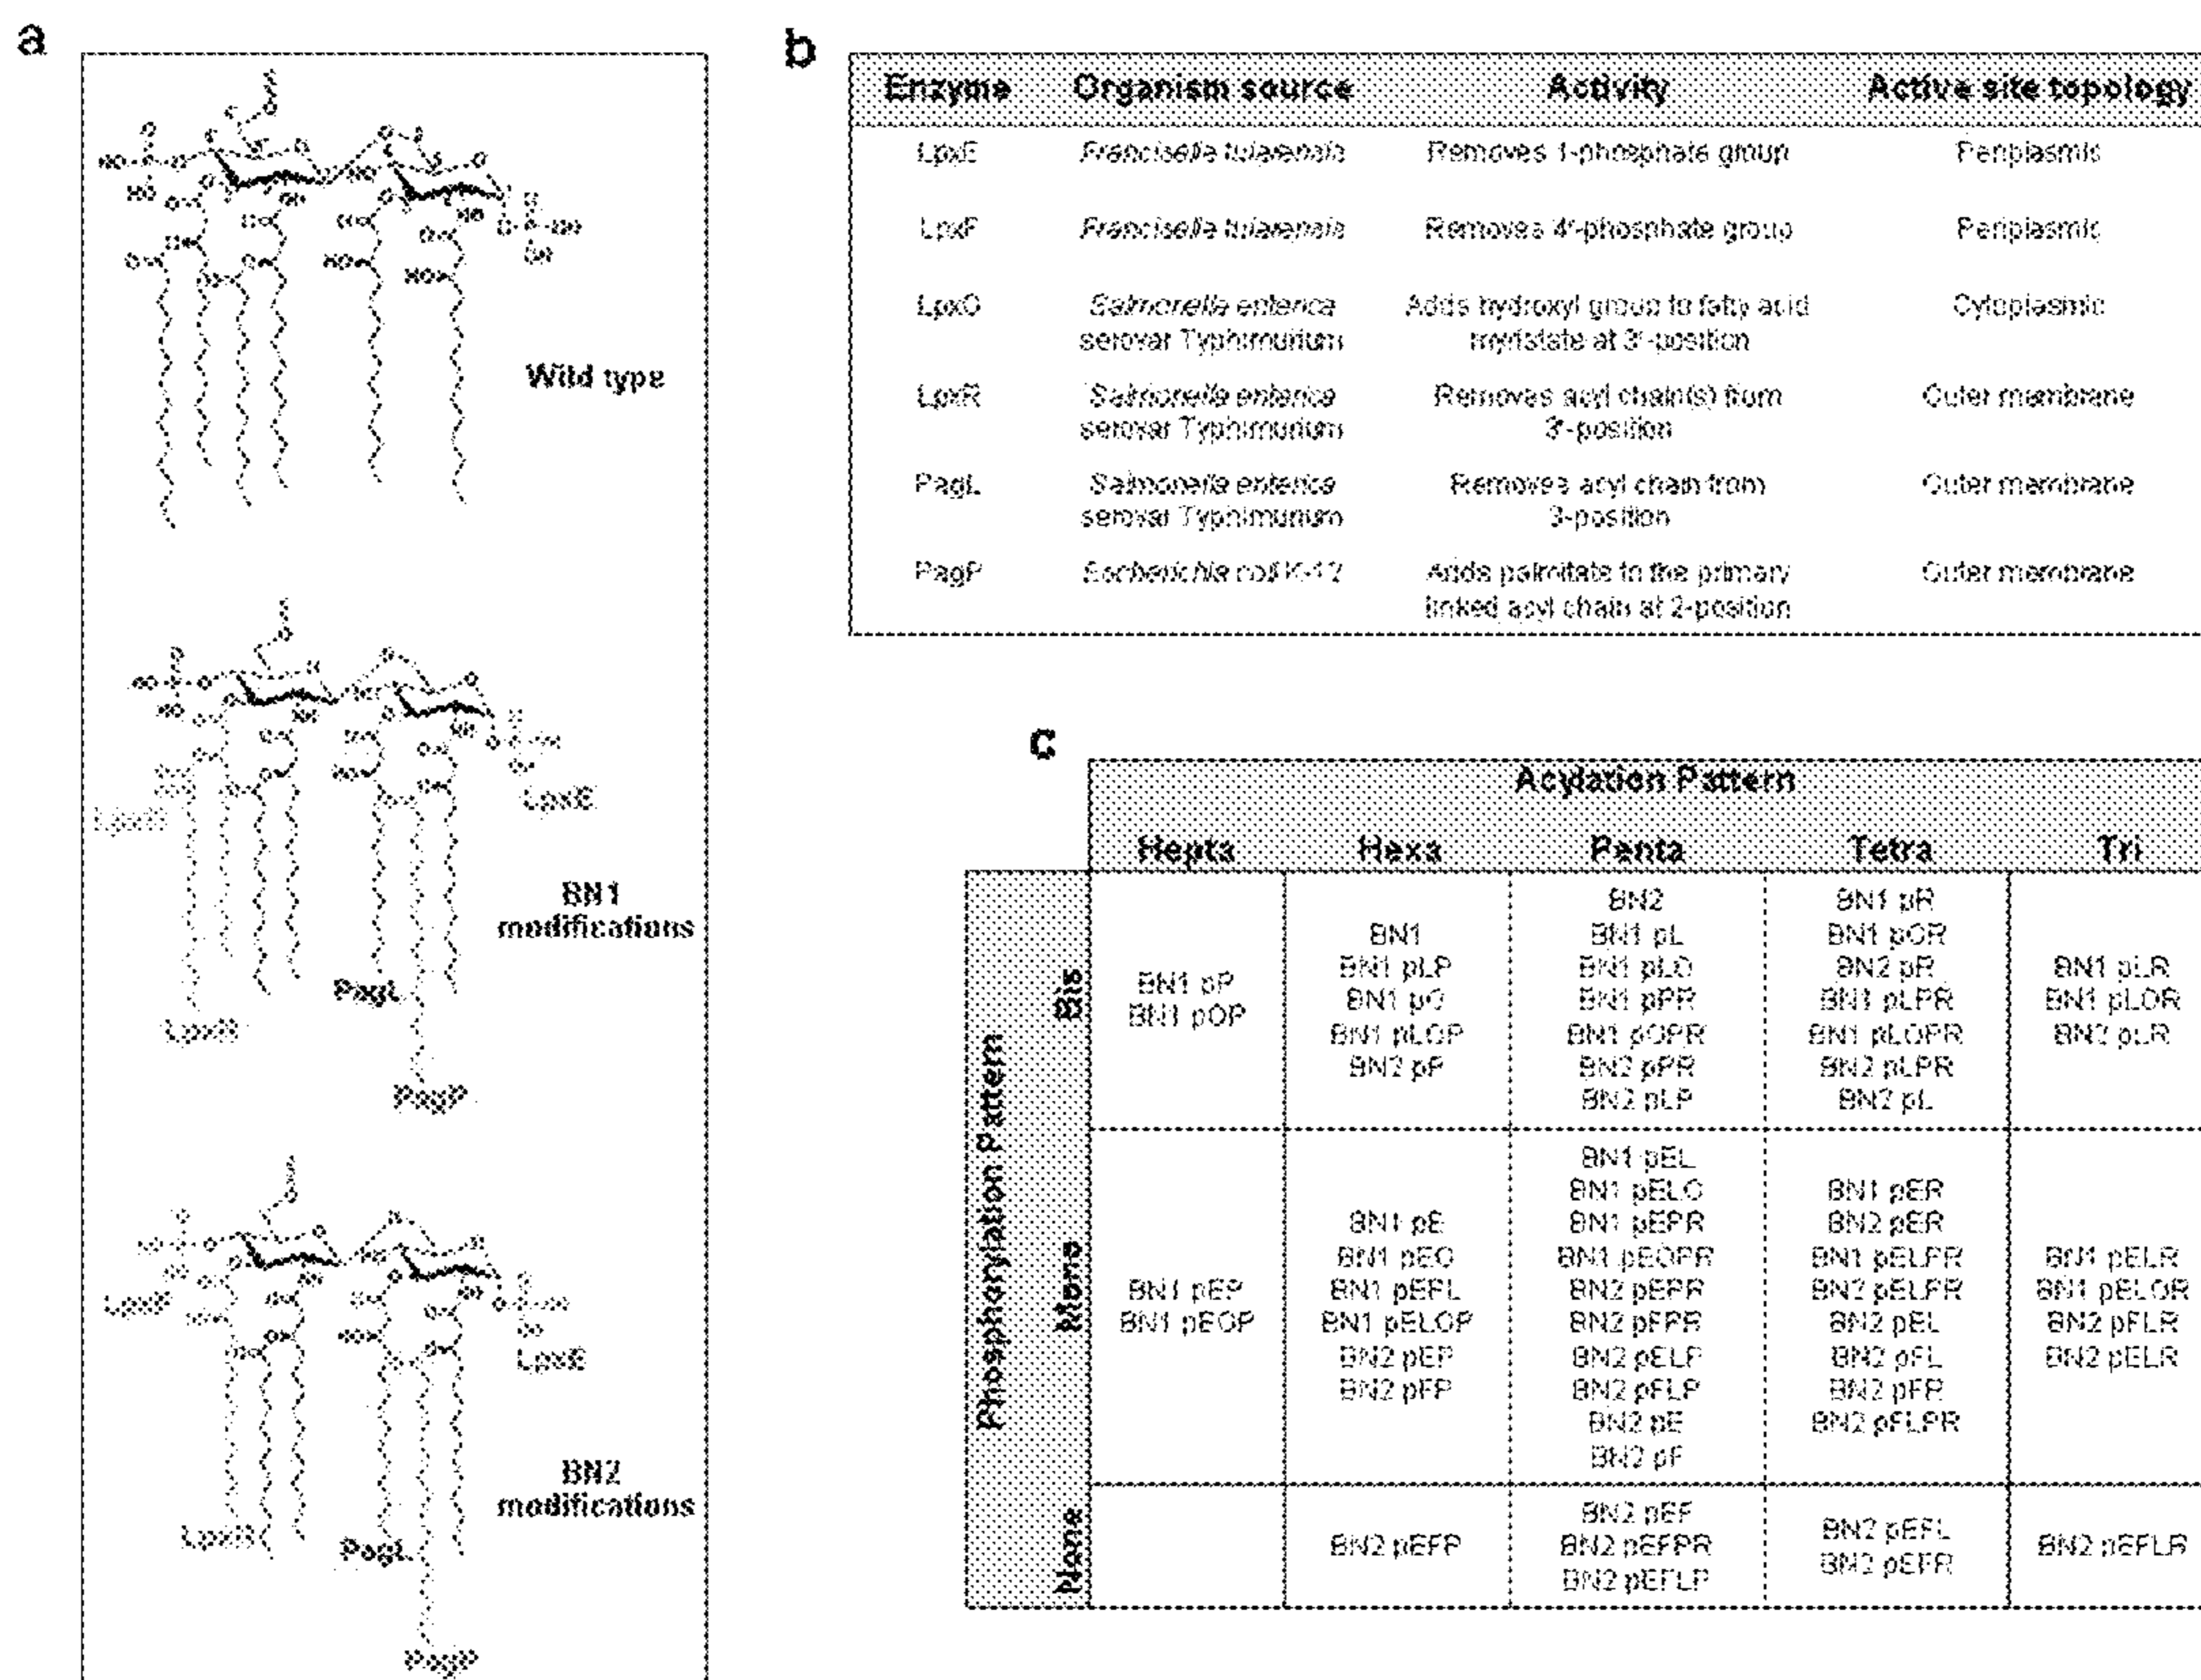 a
Wild type
LpxE
PagL
BN1
modifications
PagP
LpxE
BN2
modifications
PagL
PagP
b
Enzyme Organism source Activity Active site topology
LpxE Francisella tularensis Removes 1-phosphate group Periplasmic
LpxF Francisella tularensis Removes 4'-phosphate group Periplasmic
LpxO Salmonella enterica Adds hydroxyl group to fatty acid Cytoplasmic
serovar Typhimurium myristate at 3'-position
LpxR Salmonella enterica Removes acyl chain(s) from Outer membrane
serovar Typhimurium 3'-position
PagL Salmonella enterica Removes acyl chain from Outer membrane
serovar Typhimurium 3-position
PagP Escherichia coli K-12 Adds palmitate to the primary Outer membrane
linked acyl chain at 2-position
c
Acylation Pattern
Hepta Hexa Penta Tetra Tri
Phosphorylation Pattern
Bis
BN1 pP
BN1 pOP
BN1
BN1 pLP
BN1 pO
BN1 pLOP
BN2 pP
BN2
BN1 pL
BN1 pLO
BN1 pPR
BN1 pOPR
BN2 pPR
BN2 pLP
BN1 pR
BN1 pOR
BN2 pR
BN1 pLPR
BN1 pLOPR
BN2 pLPR
BN2 pL
BN1 pLR
BN1 pLOR
BN2 pLR
Mono
BN1 pEP
BN1 pEOP
BN1 pE
BN1 pEO
BN1 pEPL
BN1 pELOP
BN2 pEP
BN2 pFP
BN1 pEL
BN1 pELO
BN1 pEPR
BN1 pEOPR
BN2 pEPR
BN2 pFPR
BN2 pELP
BN2 pFLP
BN2 pE
BN2 pF
BN1 pER
BN2 pER
BN1 pELPR
BN2 pELPR
BN2 pEL
BN2 pFL
BN2 pFR
BN2 pFLPR
BN1 pELR
BN1 pELOR
BN2 pFLR
BN2 pELR
None
BN2 pEFP
BN2 pEF
BN2 pEFPR
BN2 pEFLP
BN2 pEFL
BN2 pEFR
BN2 pEFLR